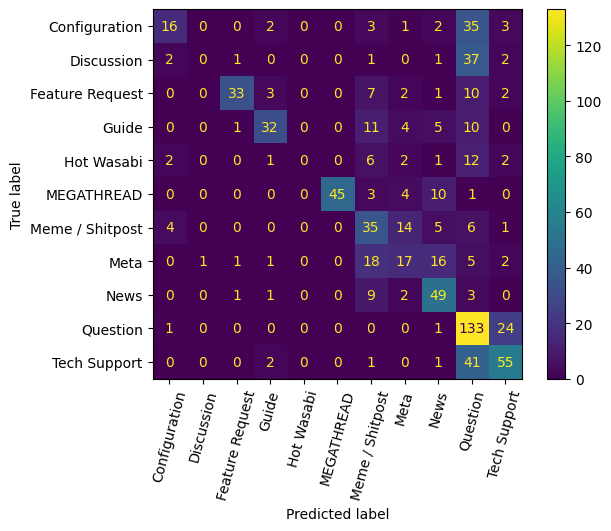 Configuration 16 0 0 2 0 0 3 1 2 35 3
Discussion 2 0 1 0 0 0 1 0 1 37 2
Feature Request 0 0 33 3 0 0 7 2 1 10 2
Guide 0 0 1 32 0 0 11 4 5 10 0
Hot Wasabi 2 0 0 1 0 0 6 2 1 12 2
MEGATHREAD 0 0 0 0 0 45 3 4 10 1 0
Meme / Shitpost 4 0 0 0 0 0 35 14 5 6 1
Meta 0 1 1 1 0 0 18 17 16 5 2
News 0 0 1 1 0 0 9 2 49 3 0
Question 1 0 0 0 0 0 0 0 1 133 24
Tech Support 0 0 0 2 0 0 1 0 1 41 55
True label
Configuration
Discussion
Feature Request
Guide
Hot Wasabi
MEGATHREAD
Meme / Shitpost
Meta
News
Question
Tech Support
Predicted label
120
100
80
60
40
20
0